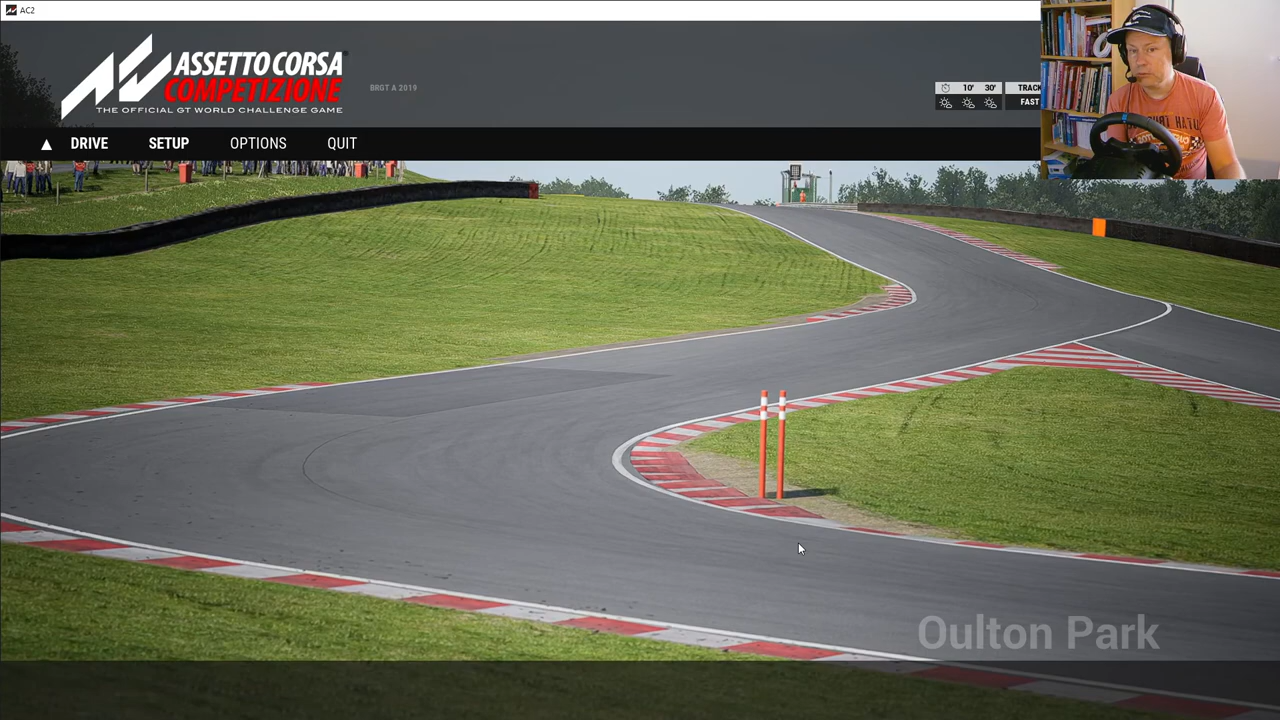 AC2
ASSETTO CORSA
COMPETIZIONE
THE OFFICIAL GT WORLD CHALLENGE GAME
BRGT A 2019
10' 30' TRACK
FAST
▲ DRIVE SETUP OPTIONS QUIT
Oulton Park